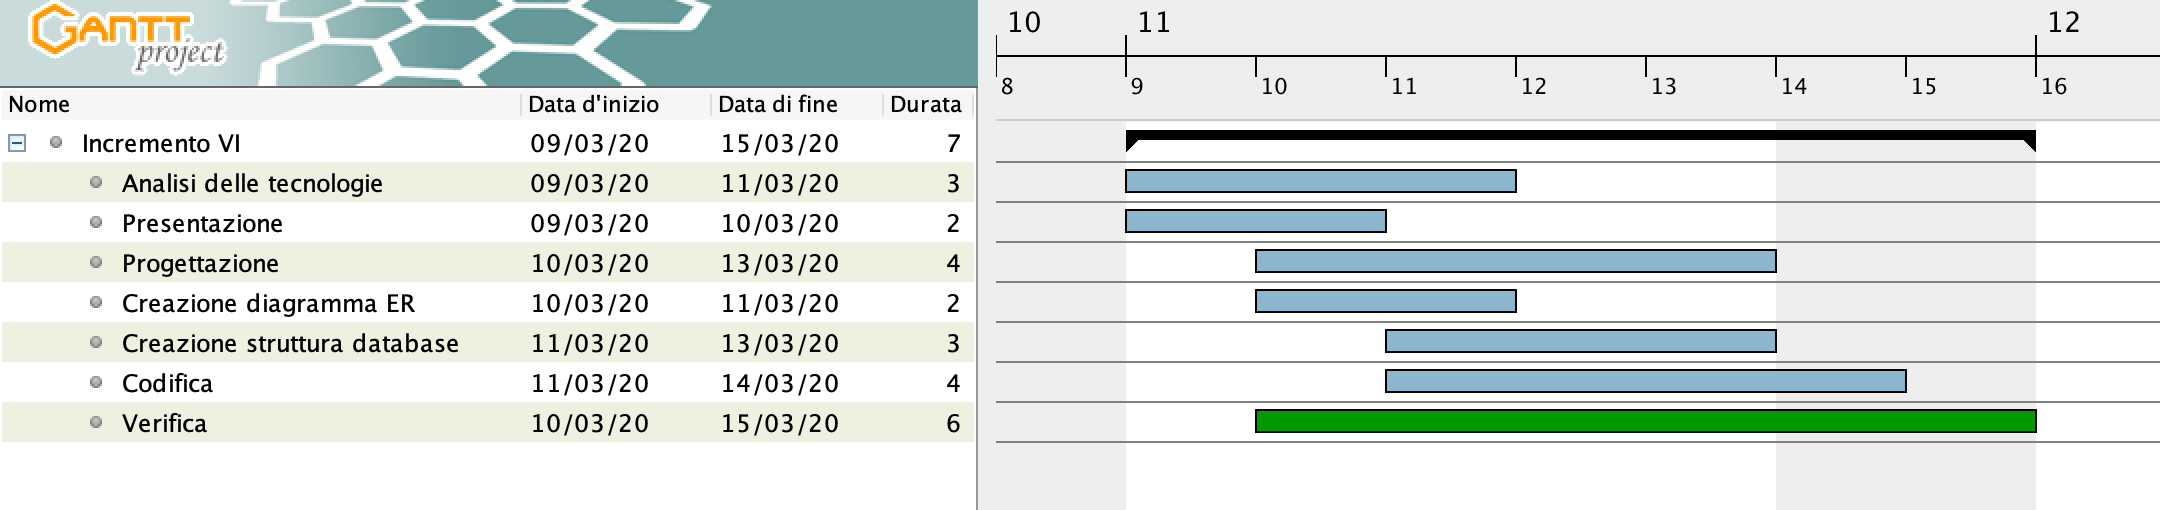 GANTT
project
10 11 12
8 9 10 11 12 13 14 15 16
Nome Data d'inizio Data di fine Durata
Incremento VI 09/03/20 15/03/20 7
Analisi delle tecnologie 09/03/20 11/03/20 3
Presentazione 09/03/20 10/03/20 2
Progettazione 10/03/20 13/03/20 4
Creazione diagramma ER 10/03/20 11/03/20 2
Creazione struttura database 11/03/20 13/03/20 3
Codifica 11/03/20 14/03/20 4
Verifica 10/03/20 15/03/20 6